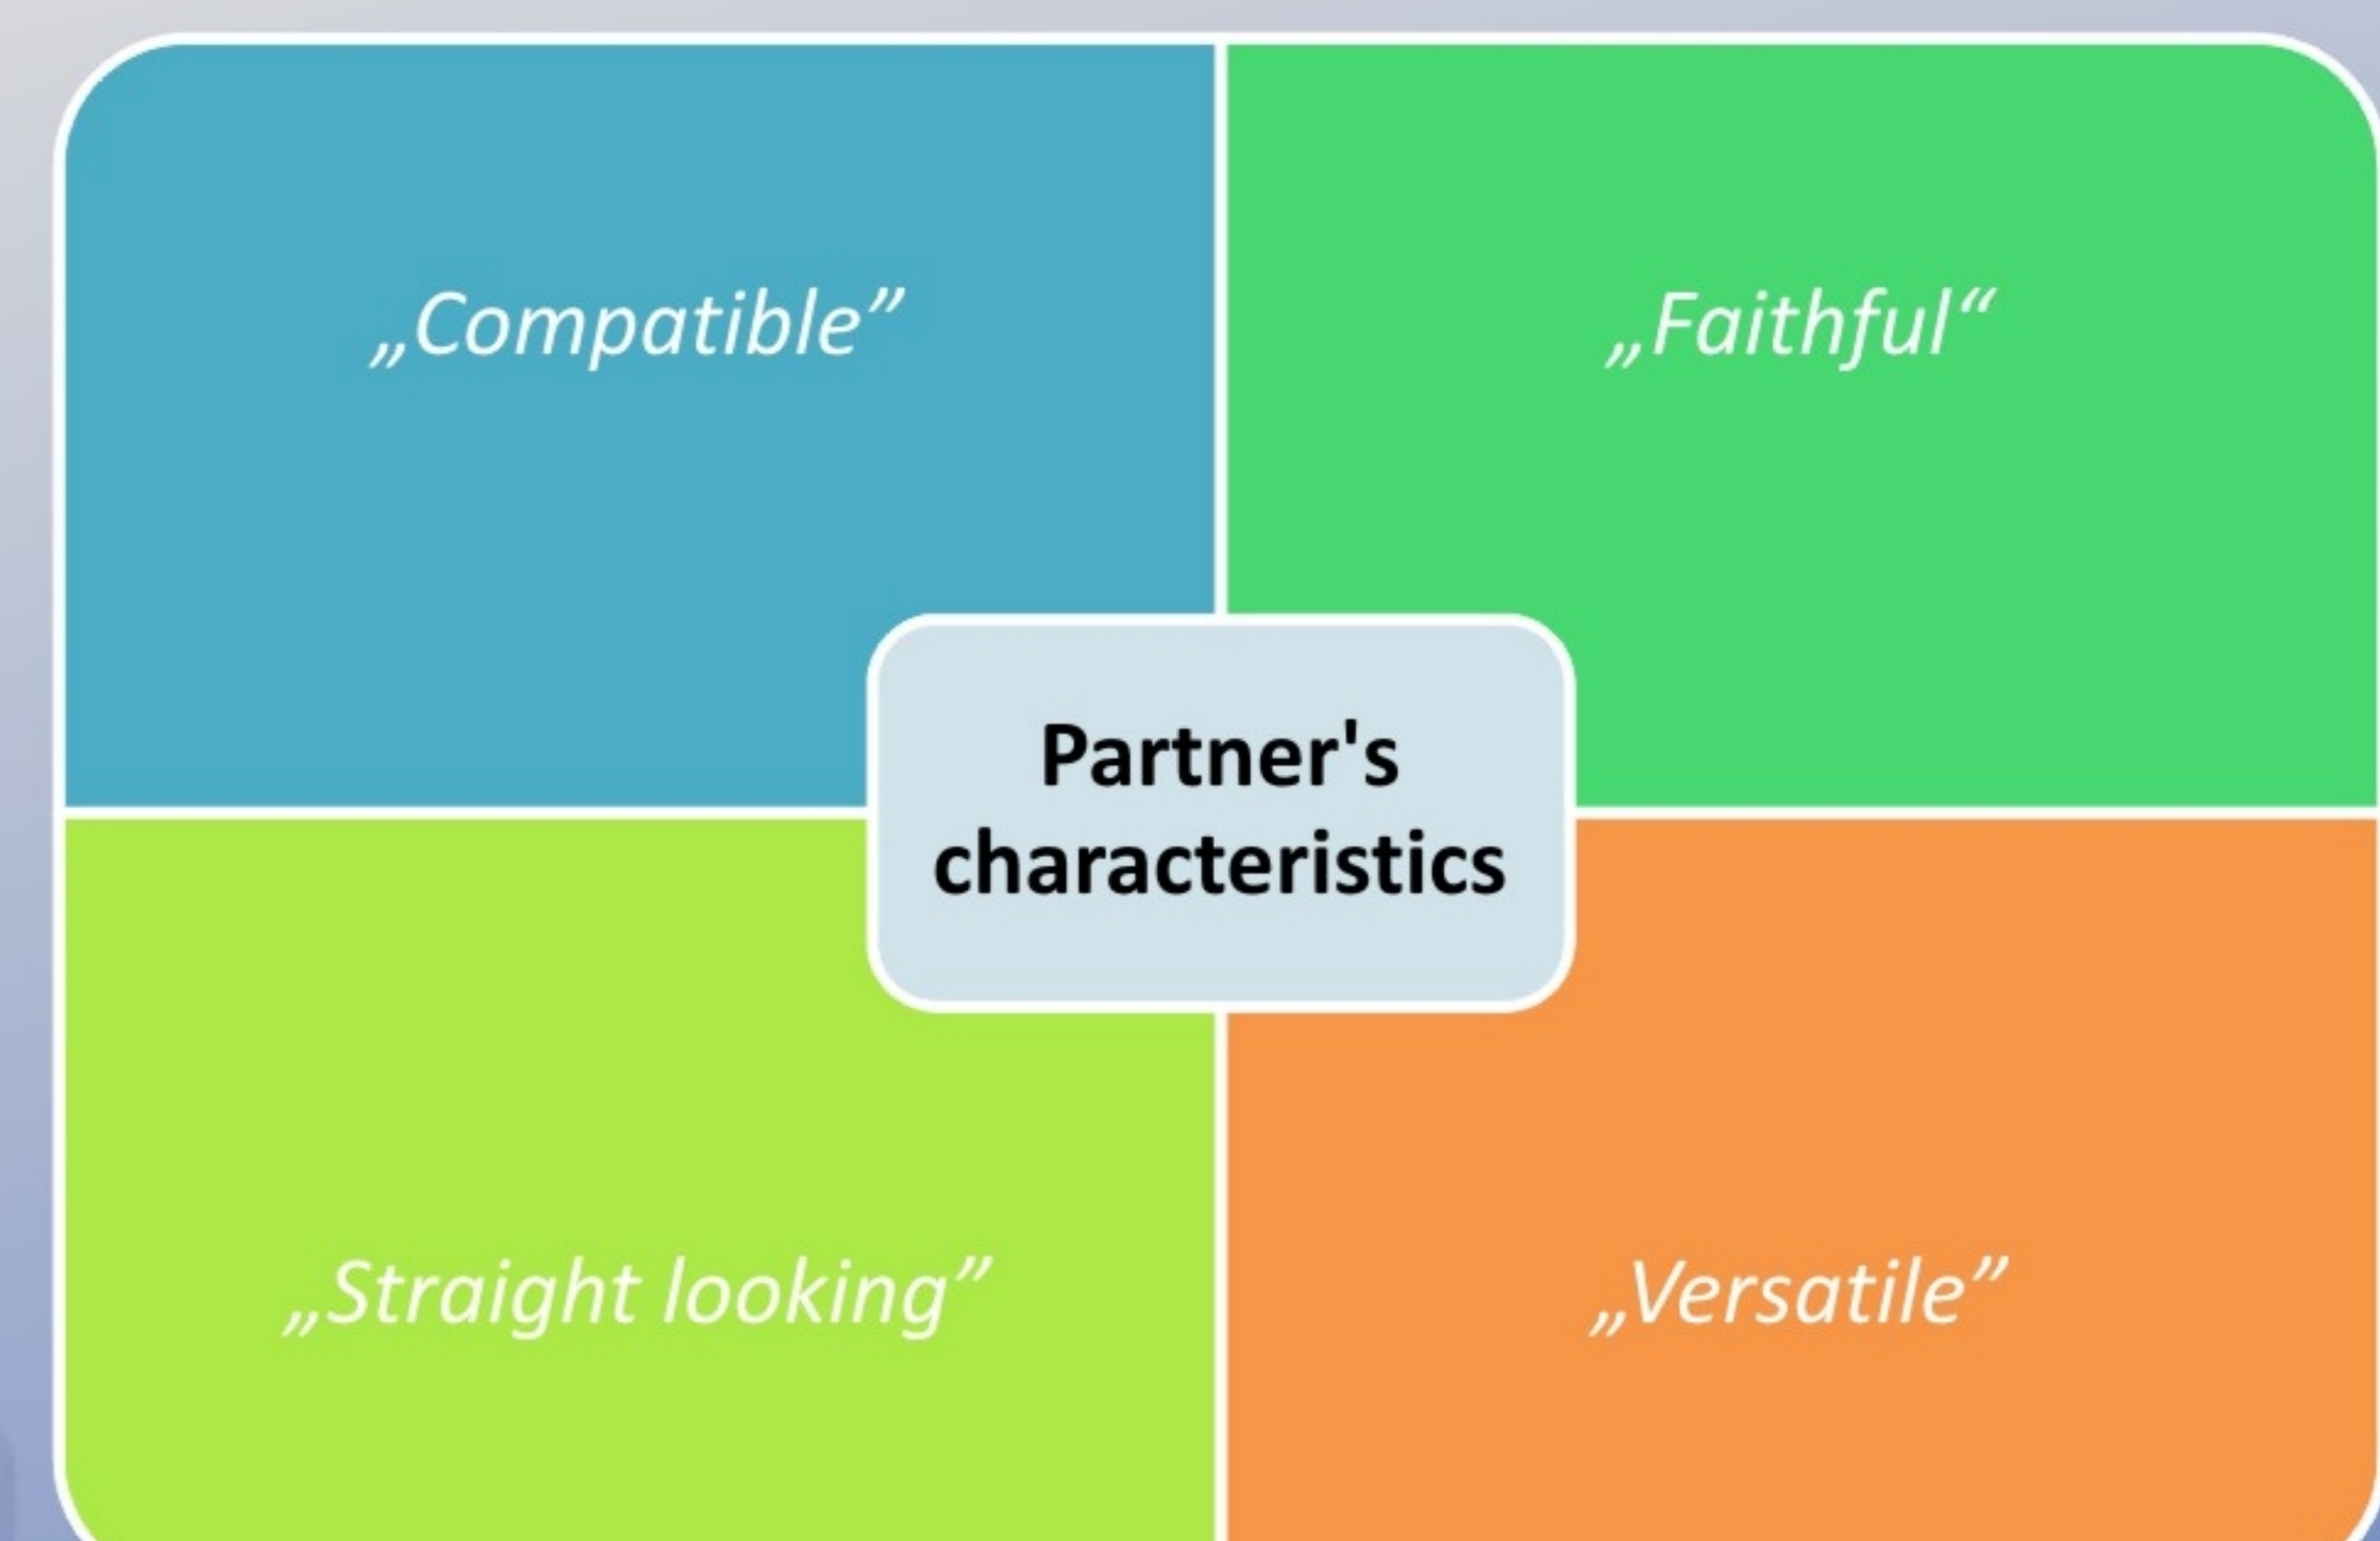 „Compatible”
„Faithful“
Partner's
characteristics
„Straight looking”
„Versatile”